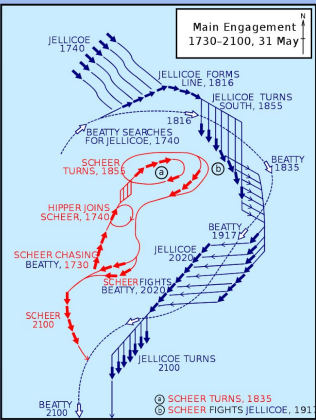 Main Engagement
1730–2100, 31 May
N
JELLICOE
1740
JELLICOE FORMS
LINE, 1816
JELLICOE TURNS
SOUTH, 1855
1816
BEATTY SEARCHES
FOR JELLICOE, 1740
SCHEER
TURNS, 1855
a
b
BEATTY
1835
HIPPER JOINS
SCHEER, 1740
BEATTY
1917
JELLICOE
2020
SCHEER CHASING
BEATTY, 1730
SCHEER FIGHTS
BEATTY, 2020
SCHEER
2100
JELLICOE TURNS
2100
BEATTY
2100
a SCHEER TURNS, 1835
b SCHEER FIGHTS JELLICOE, 191